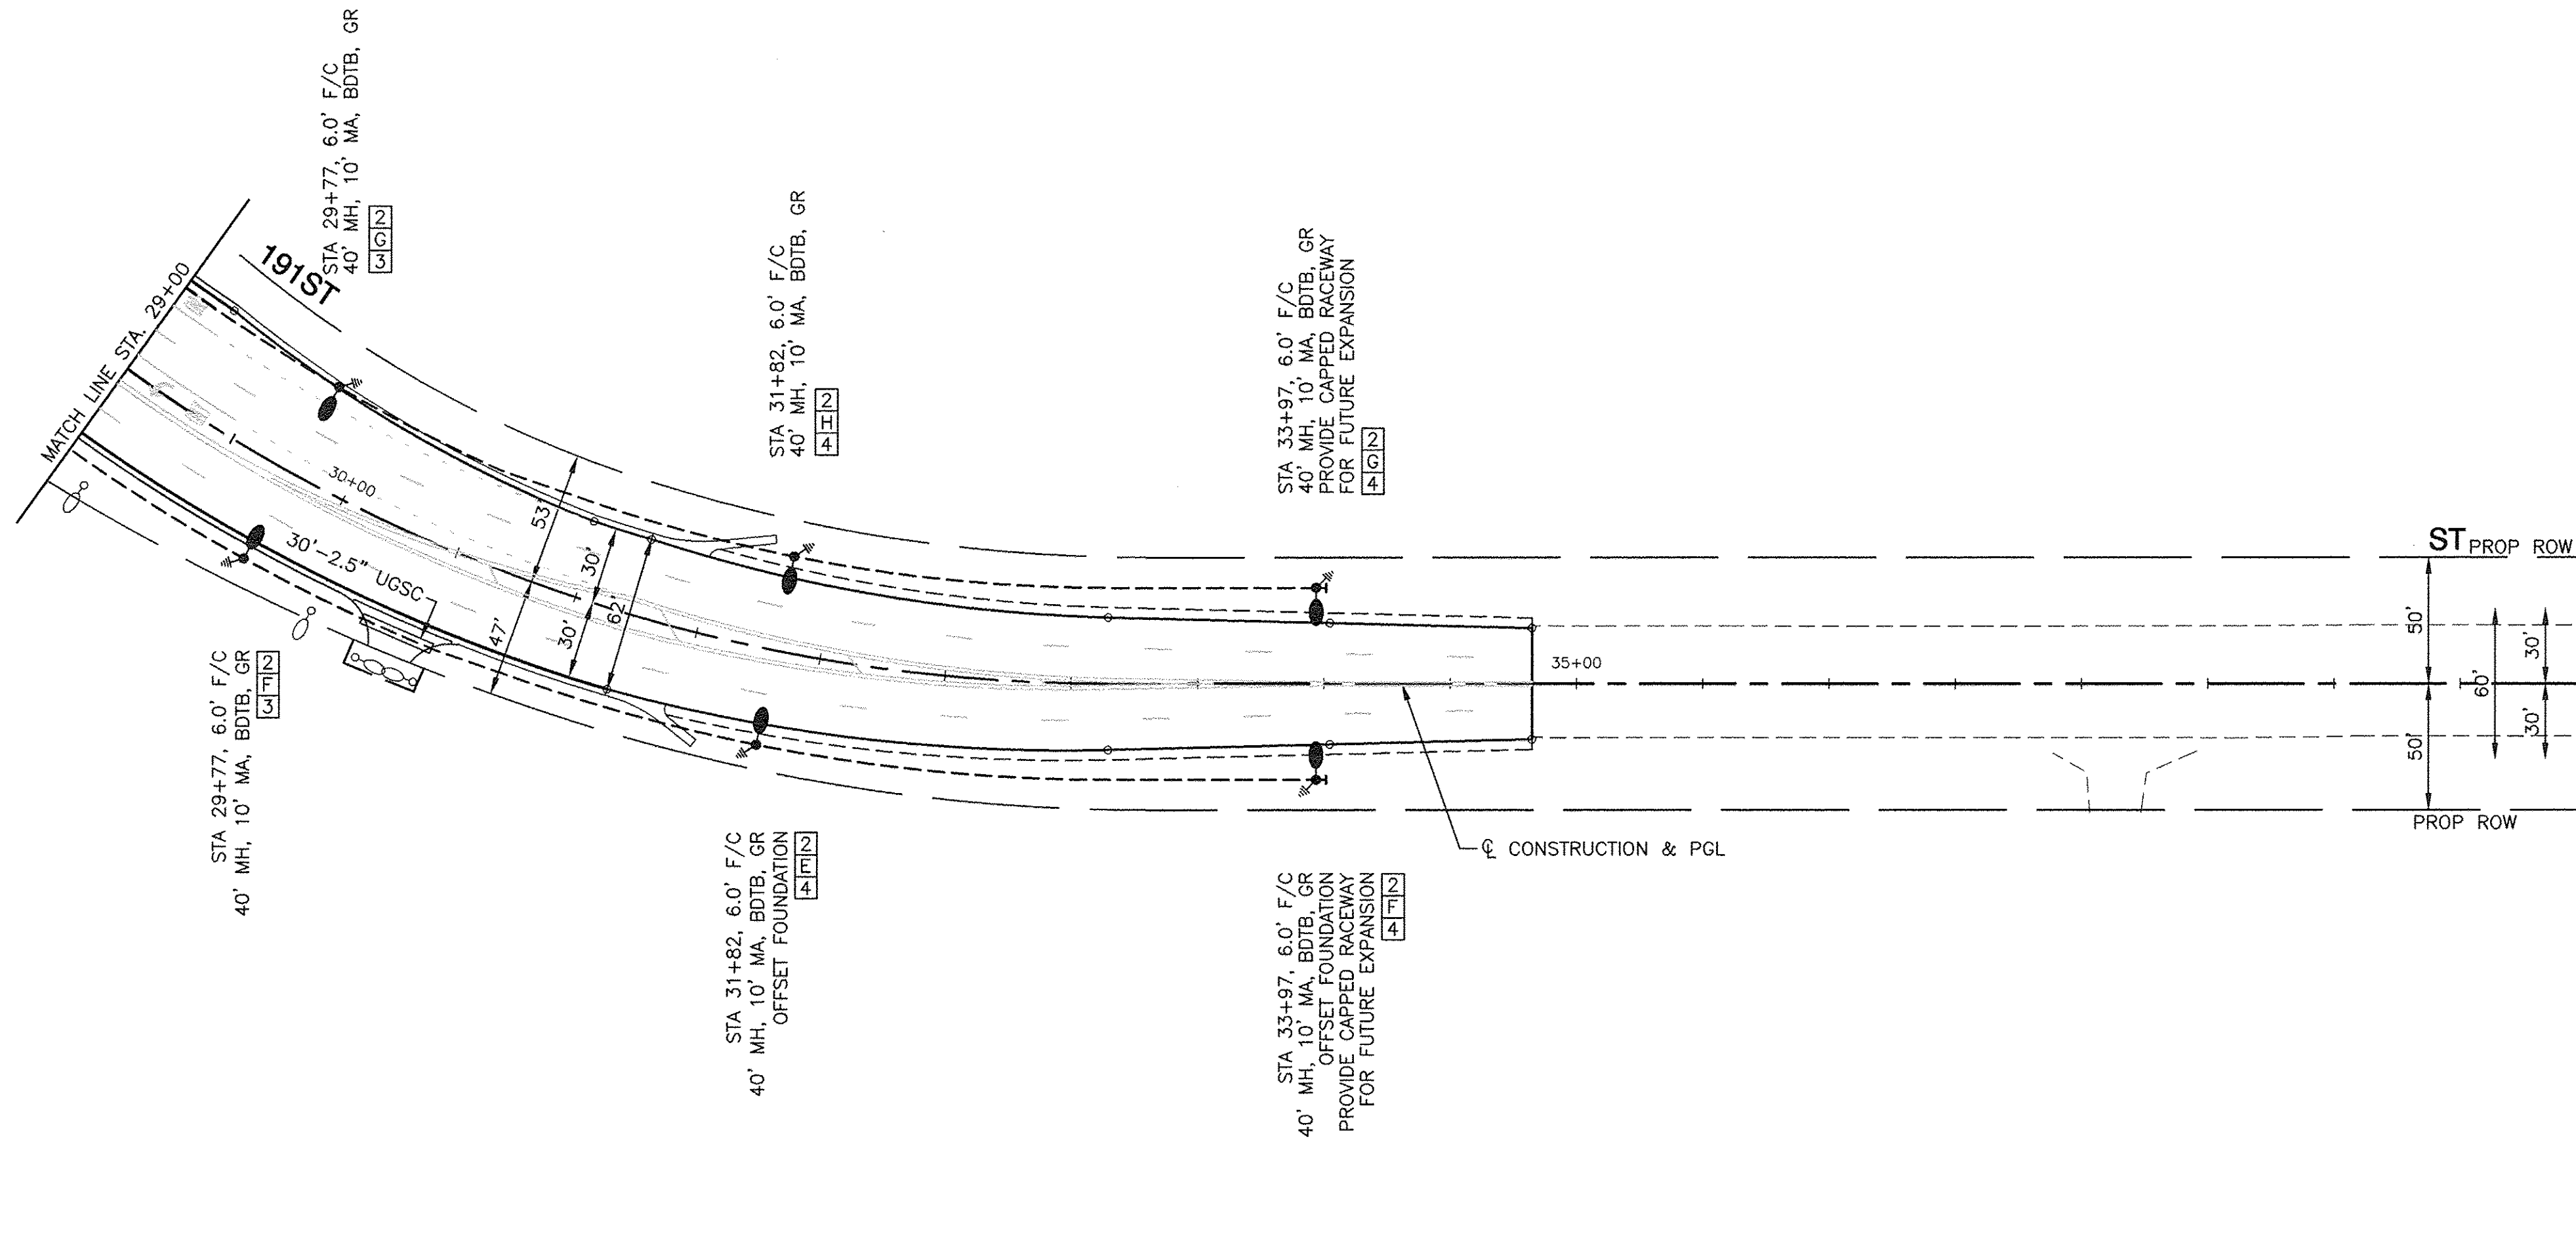 STA 29+77, 6.0' F/C
40' MH, 10' MA, BDTB, GR
2
G
3
191ST
MATCH LINE STA. 29+00
STA 31+82, 6.0' F/C
40' MH, 10' MA, BDTB, GR
2
H
4
STA 33+97, 6.0' F/C
40' MH, 10' MA, BDTB, GR
PROVIDE CAPPED RACEWAY
FOR FUTURE EXPANSION
2
G
4
30+00
30'-2.5" UGSC
53'
47'
30'
30'
62'
35+00
ST
PROP ROW
50'
50'
60'
30'
30'
PROP ROW
℄ CONSTRUCTION & PGL
STA 29+77, 6.0' F/C
40' MH, 10' MA, BDTB, GR
2
F
3
STA 31+82, 6.0' F/C
40' MH, 10' MA, BDTB, GR
OFFSET FOUNDATION
2
E
4
STA 33+97, 6.0' F/C
40' MH, 10' MA, BDTB, GR
OFFSET FOUNDATION
PROVIDE CAPPED RACEWAY
FOR FUTURE EXPANSION
2
F
4